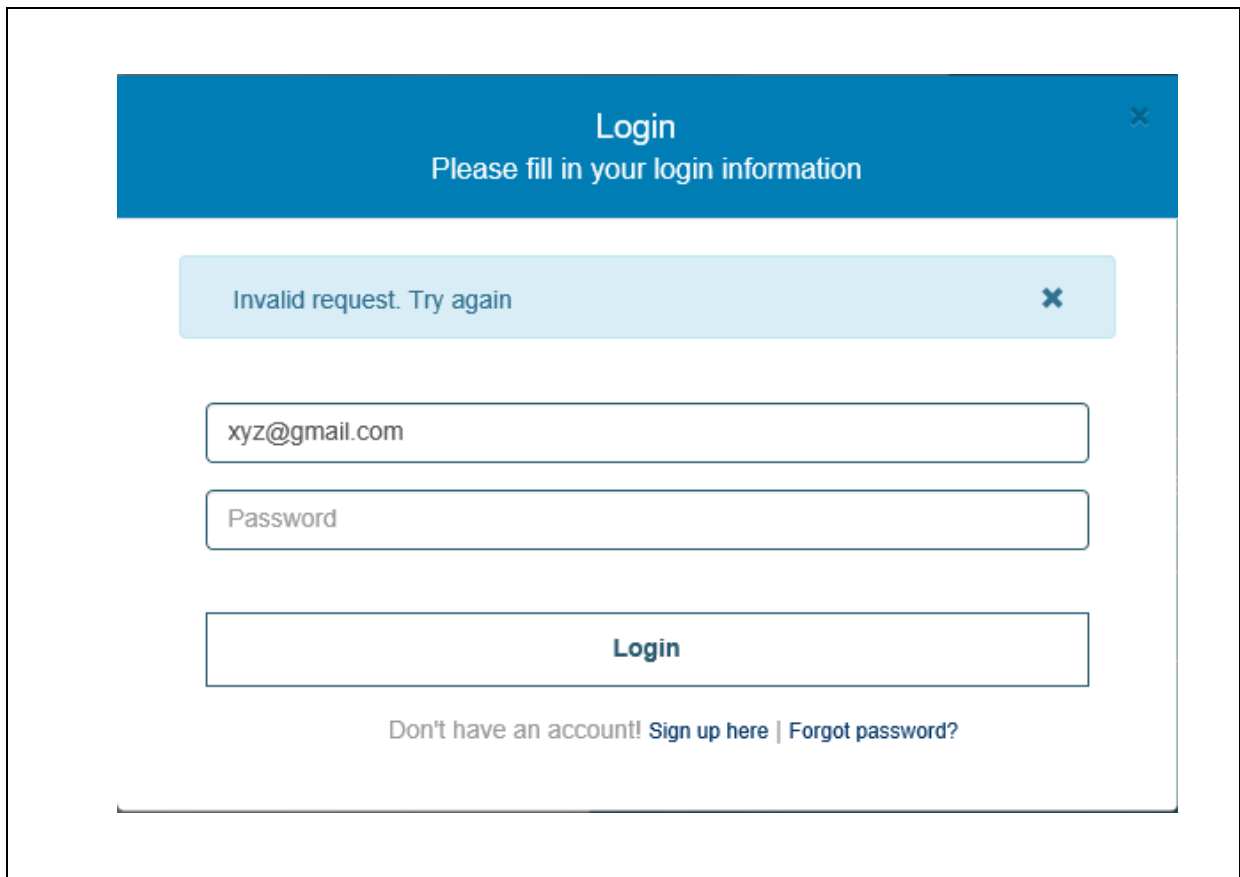 Login
Please fill in your login information
Invalid request. Try again
xyz@gmail.com
Password
Login
Don't have an account! Sign up here | Forgot password?